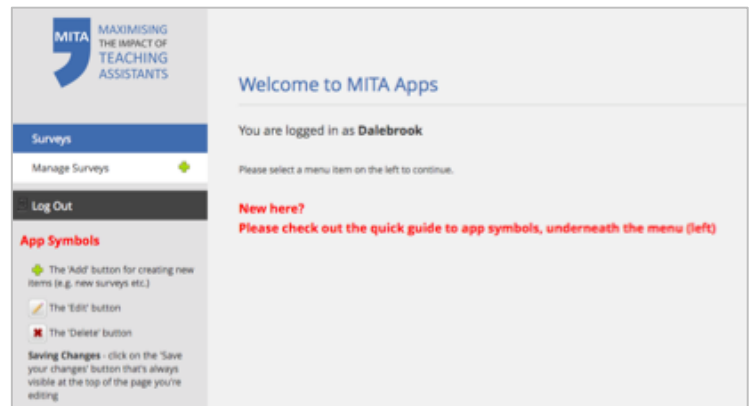 MITA
MAXIMISING
THE IMPACT OF
TEACHING
ASSISTANTS
Surveys
Manage Surveys
Log Out
App Symbols
The 'Add' button for creating new
items (e.g. new surveys etc.)
The 'Edit' button
The 'Delete' button
Saving Changes - click on the 'Save
your changes' button that's always
visible at the top of the page you're
editing
Welcome to MITA Apps
You are logged in as Dalebrook
Please select a menu item on the left to continue.
New here?
Please check out the quick guide to app symbols, underneath the menu (left)